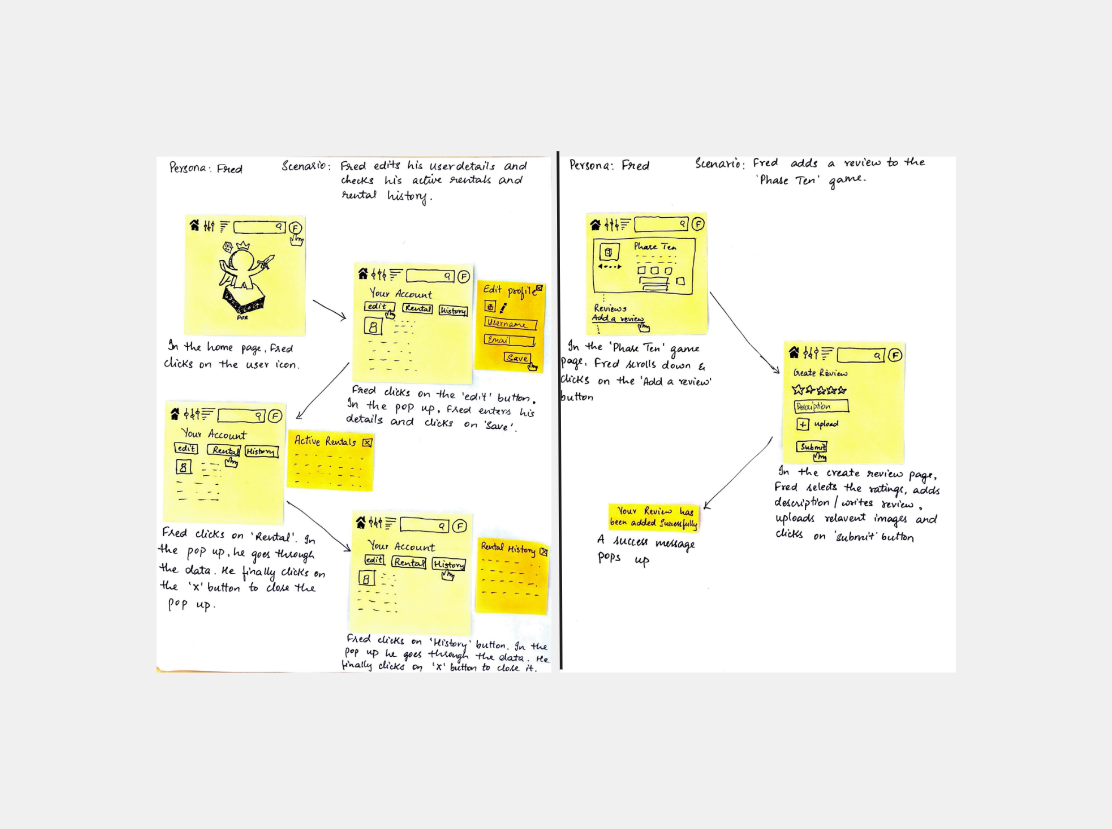 Persona: Fred
Scenario: Fred edits his user details and
checks his active rentals and
rental history.
F
In the home page, Fred
clicks on the user icon.
F
Your Account
edit Rental History
Edit profile x
Username
Email
Save
Fred clicks on the 'edit' button.
In the pop up, Fred enters his
details and clicks on 'Save'.
F
Your Account
edit Rental History
Active Rentals x
Fred clicks on 'Rental'. In
the pop up, he goes through
the data. He finally clicks on
the 'x' button to close the
pop up.
F
Your Account
edit Rental History
Rental History x
Fred clicks on 'History' button. In the
pop up he goes through the data. He
finally clicks on 'x' button to close it.
Persona: Fred
Scenario: Fred adds a review to the
'Phase Ten' game.
F
Phase Ten
Reviews
Add a review
In the 'Phase Ten' game
page, Fred scrolls down &
clicks on the 'Add a review'
button
F
Create Review
Description
+ upload
Submit
In the create review page,
Fred selects the ratings, adds
description / writes review,
uploads relavent images and
clicks on 'submit' button
Your Review has
been added Successfully
A success message
pops up